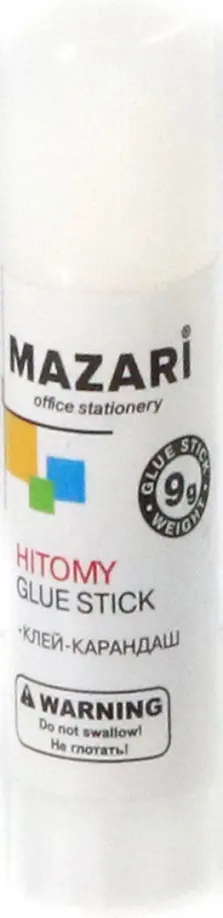 MAZARI®
office stationery
GLUE STICK
9g
WEIGHT
HITOMY
GLUE STICK
•КЛЕЙ-КАРАНДАШ
WARNING
Do not swallow!
Не глотать!